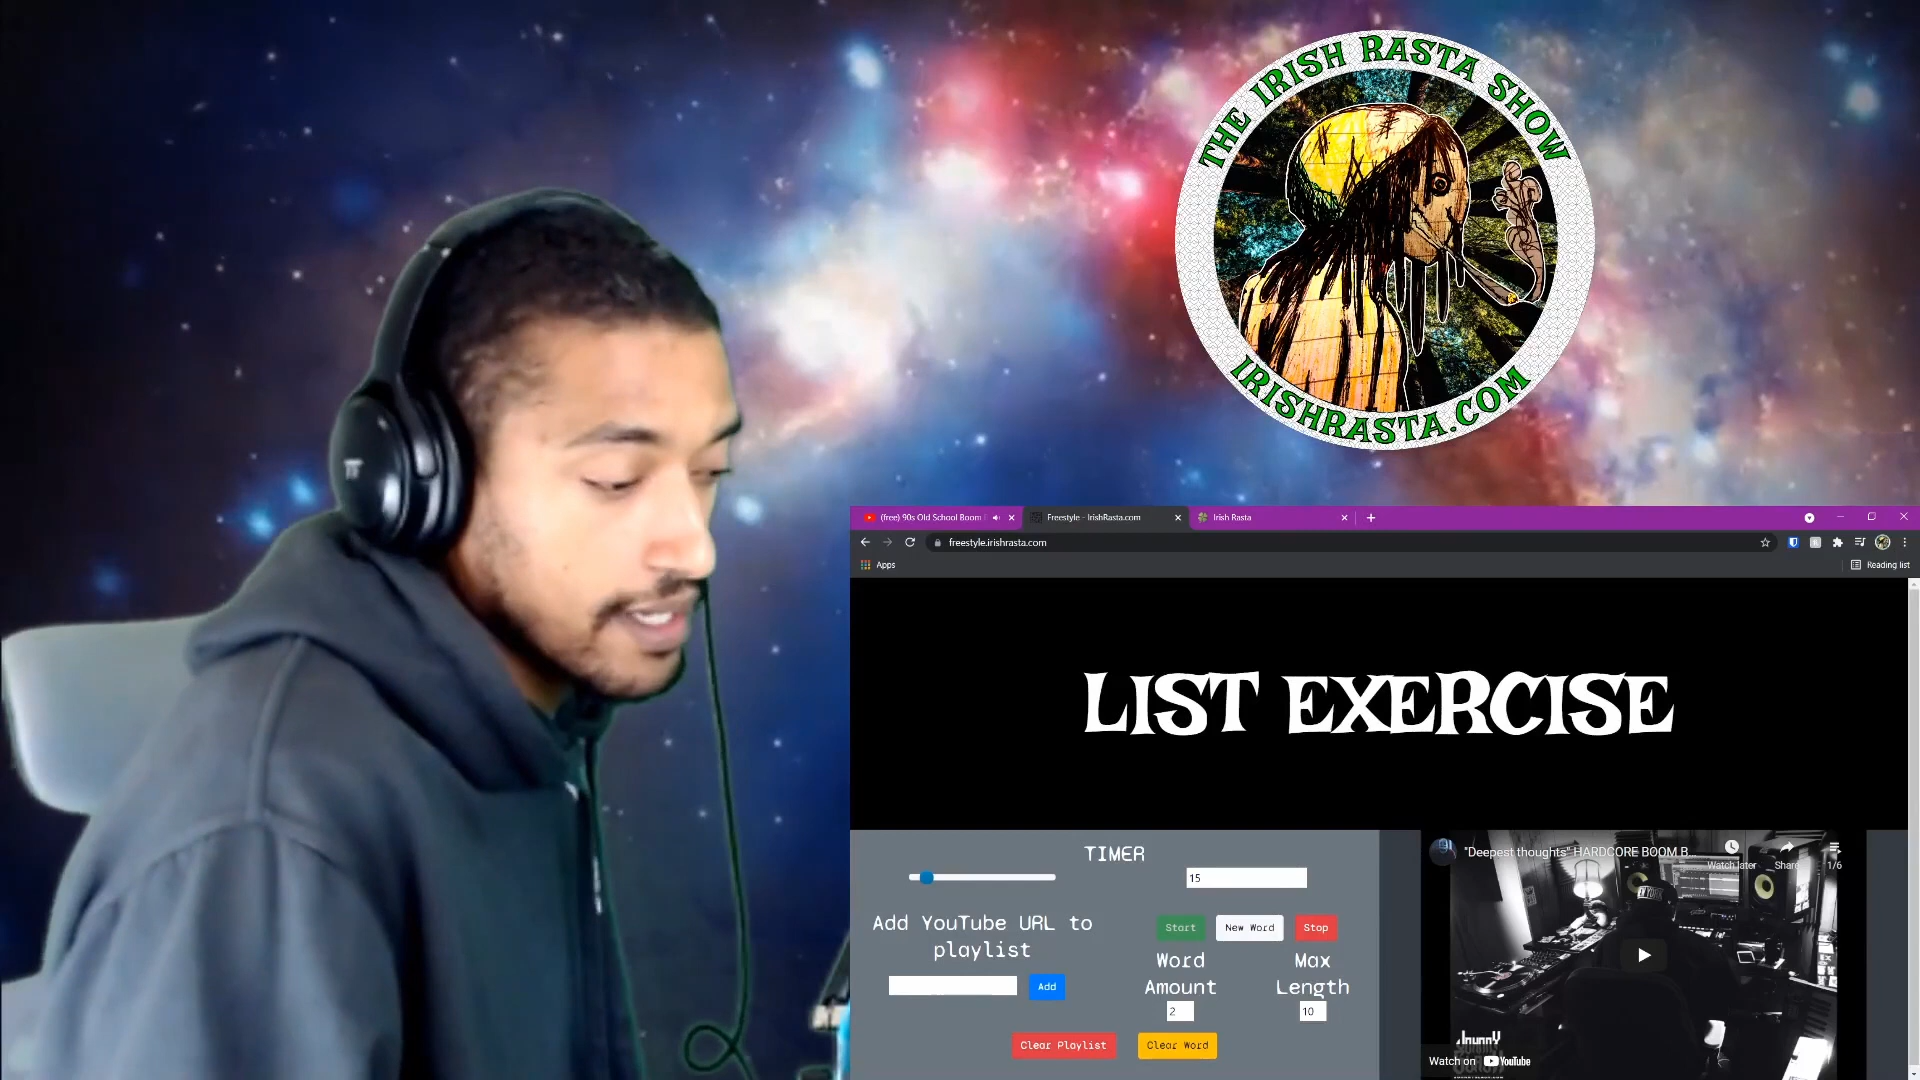 THE IRISH RASTA SHOW
IRISHRASTA.COM
(free) 90s Old School Boom
Freestyle - IrishRasta.com
Irish Rasta
freestyle.irishrasta.com
Apps
Reading list
LIST EXERCISE
TIMER
15
Add YouTube URL to
playlist
Add
Start
New Word
Stop
Word
Amount
Max
Length
2
10
Clear Playlist
Clear Word
"Deepest thoughts" HARDCORE BOOM B...
Watch later
Share
1/6
Watch on YouTube